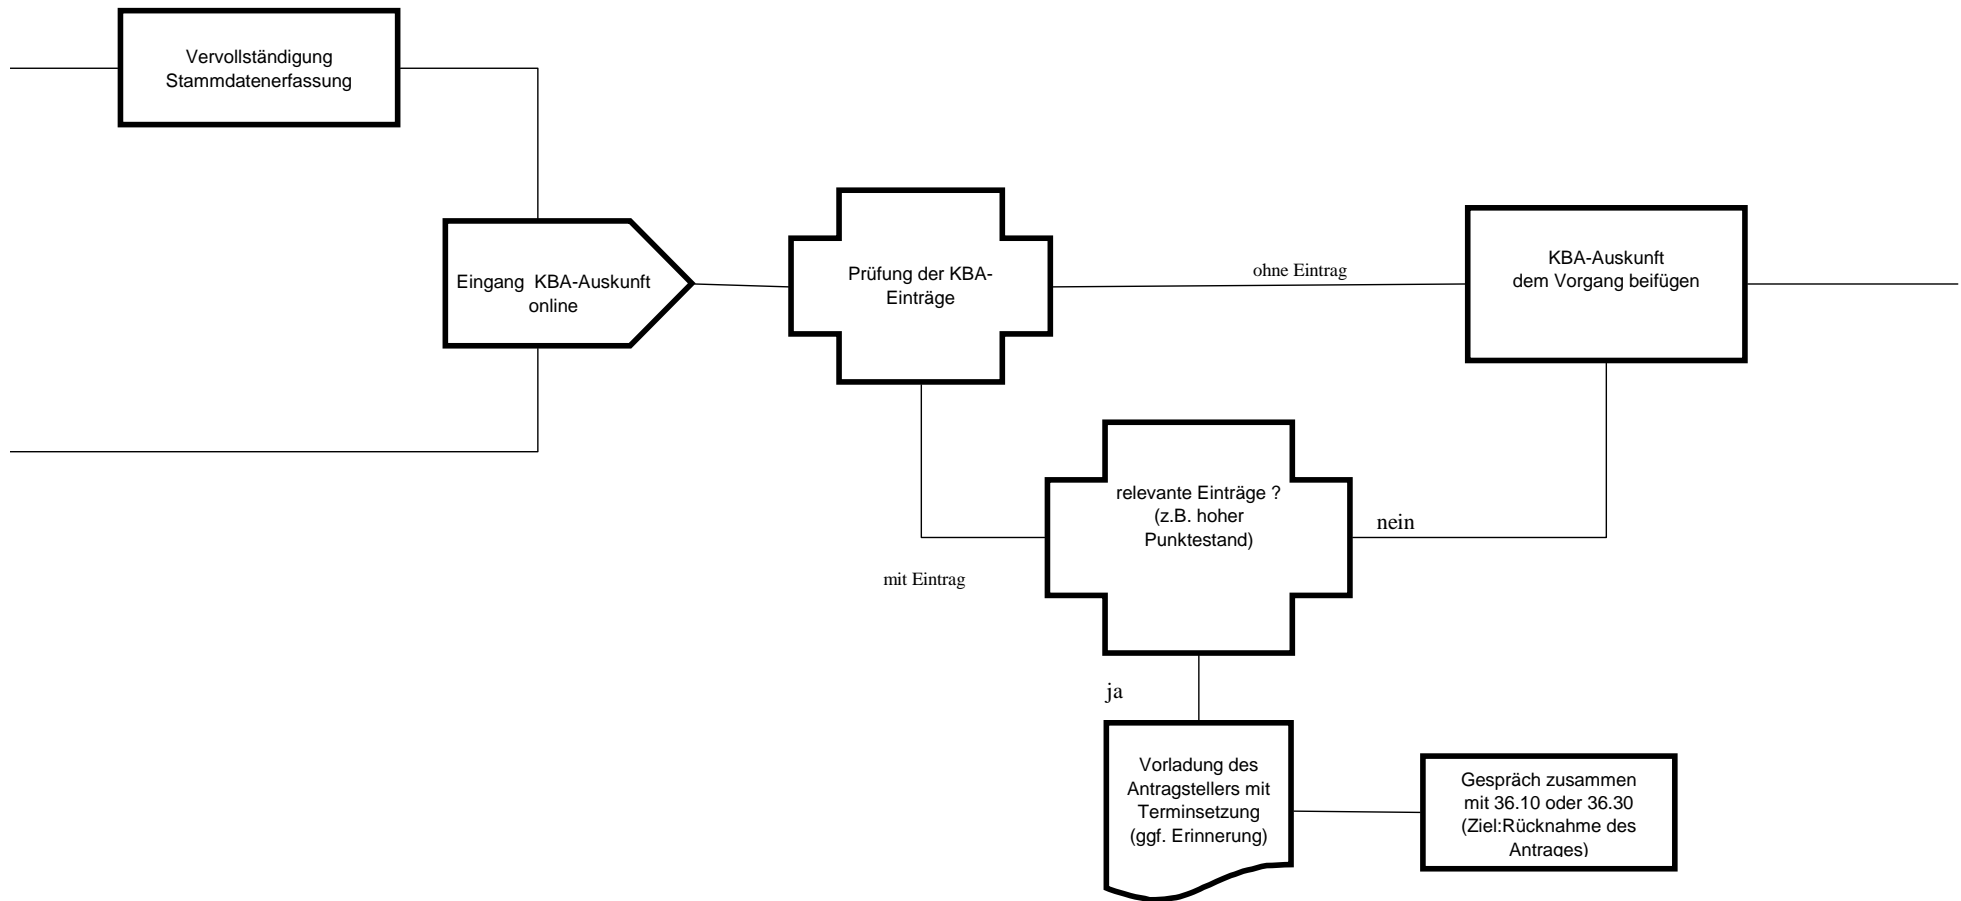 Vervollständigung
Stammdatenerfassung
Eingang KBA-Auskunft
online
Prüfung der KBA-
Einträge
ohne Eintrag
KBA-Auskunft
dem Vorgang beifügen
mit Eintrag
relevante Einträge ?
(z.B. hoher
Punktestand)
nein
ja
Vorladung des
Antragstellers mit
Terminsetzung
(ggf. Erinnerung)
Gespräch zusammen
mit 36.10 oder 36.30
(Ziel:Rücknahme des
Antrages)